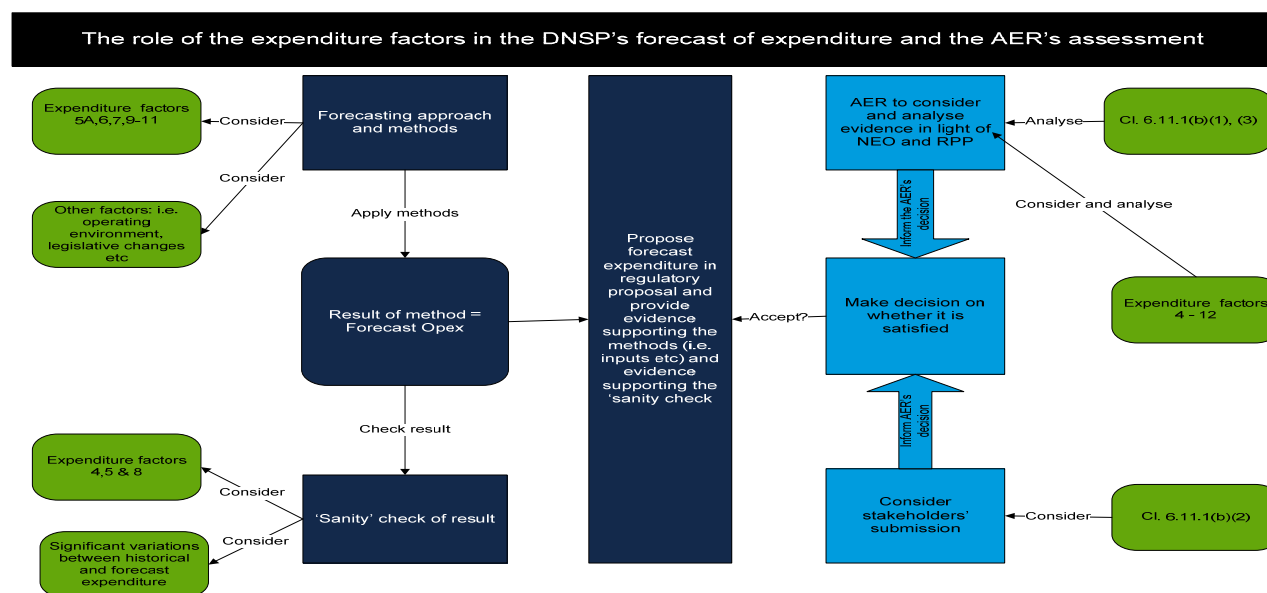 The role of the expenditure factors in the DNSP's forecast of expenditure and the AER's assessment
Expenditure factors
5A,6,7,9-11
Consider
Forecasting approach
and methods
Consider
Other factors: i.e.
operating
environment,
legislative changes
etc
Apply methods
Result of method =
Forecast Opex
Check result
Expenditure factors
4,5 & 8
Consider
'Sanity' check of result
Consider
Significant variations
between historical
and forecast
expenditure
Propose
forecast
expenditure in
regulatory
proposal and
provide
evidence
supporting the
methods (i.e.
inputs etc) and
evidence
supporting the
'sanity check
AER to consider
and analyse
evidence in light of
NEO and RPP
Analyse
Cl. 6.11.1(b)(1), (3)
Consider and analyse
Expenditure factors
4 - 12
Inform the AER's
decision
Make decision on
whether it is
satisfied
Accept?
Inform AER's
decision
Consider
stakeholders'
submission
Consider
Cl. 6.11.1(b)(2)